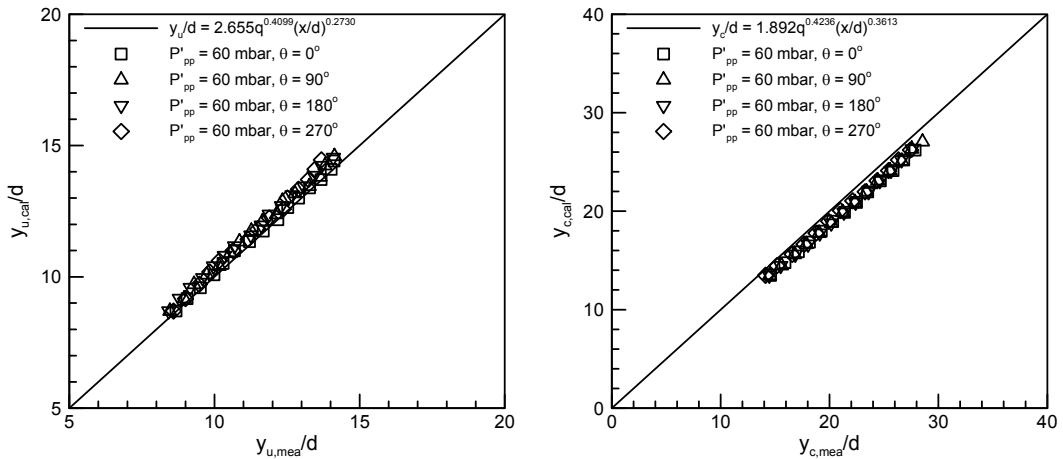 y_u/d = 2.655q^0.4099(x/d)^0.2730
P'_pp = 60 mbar, θ = 0°
P'_pp = 60 mbar, θ = 90°
P'_pp = 60 mbar, θ = 180°
P'_pp = 60 mbar, θ = 270°
20
15
10
5
y_u,cal/d
5
10
15
20
y_u,mea/d
y_c/d = 1.892q^0.4236(x/d)^0.3613
P'_pp = 60 mbar, θ = 0°
P'_pp = 60 mbar, θ = 90°
P'_pp = 60 mbar, θ = 180°
P'_pp = 60 mbar, θ = 270°
40
30
20
10
0
y_c,cal/d
0
10
20
30
40
y_c,mea/d